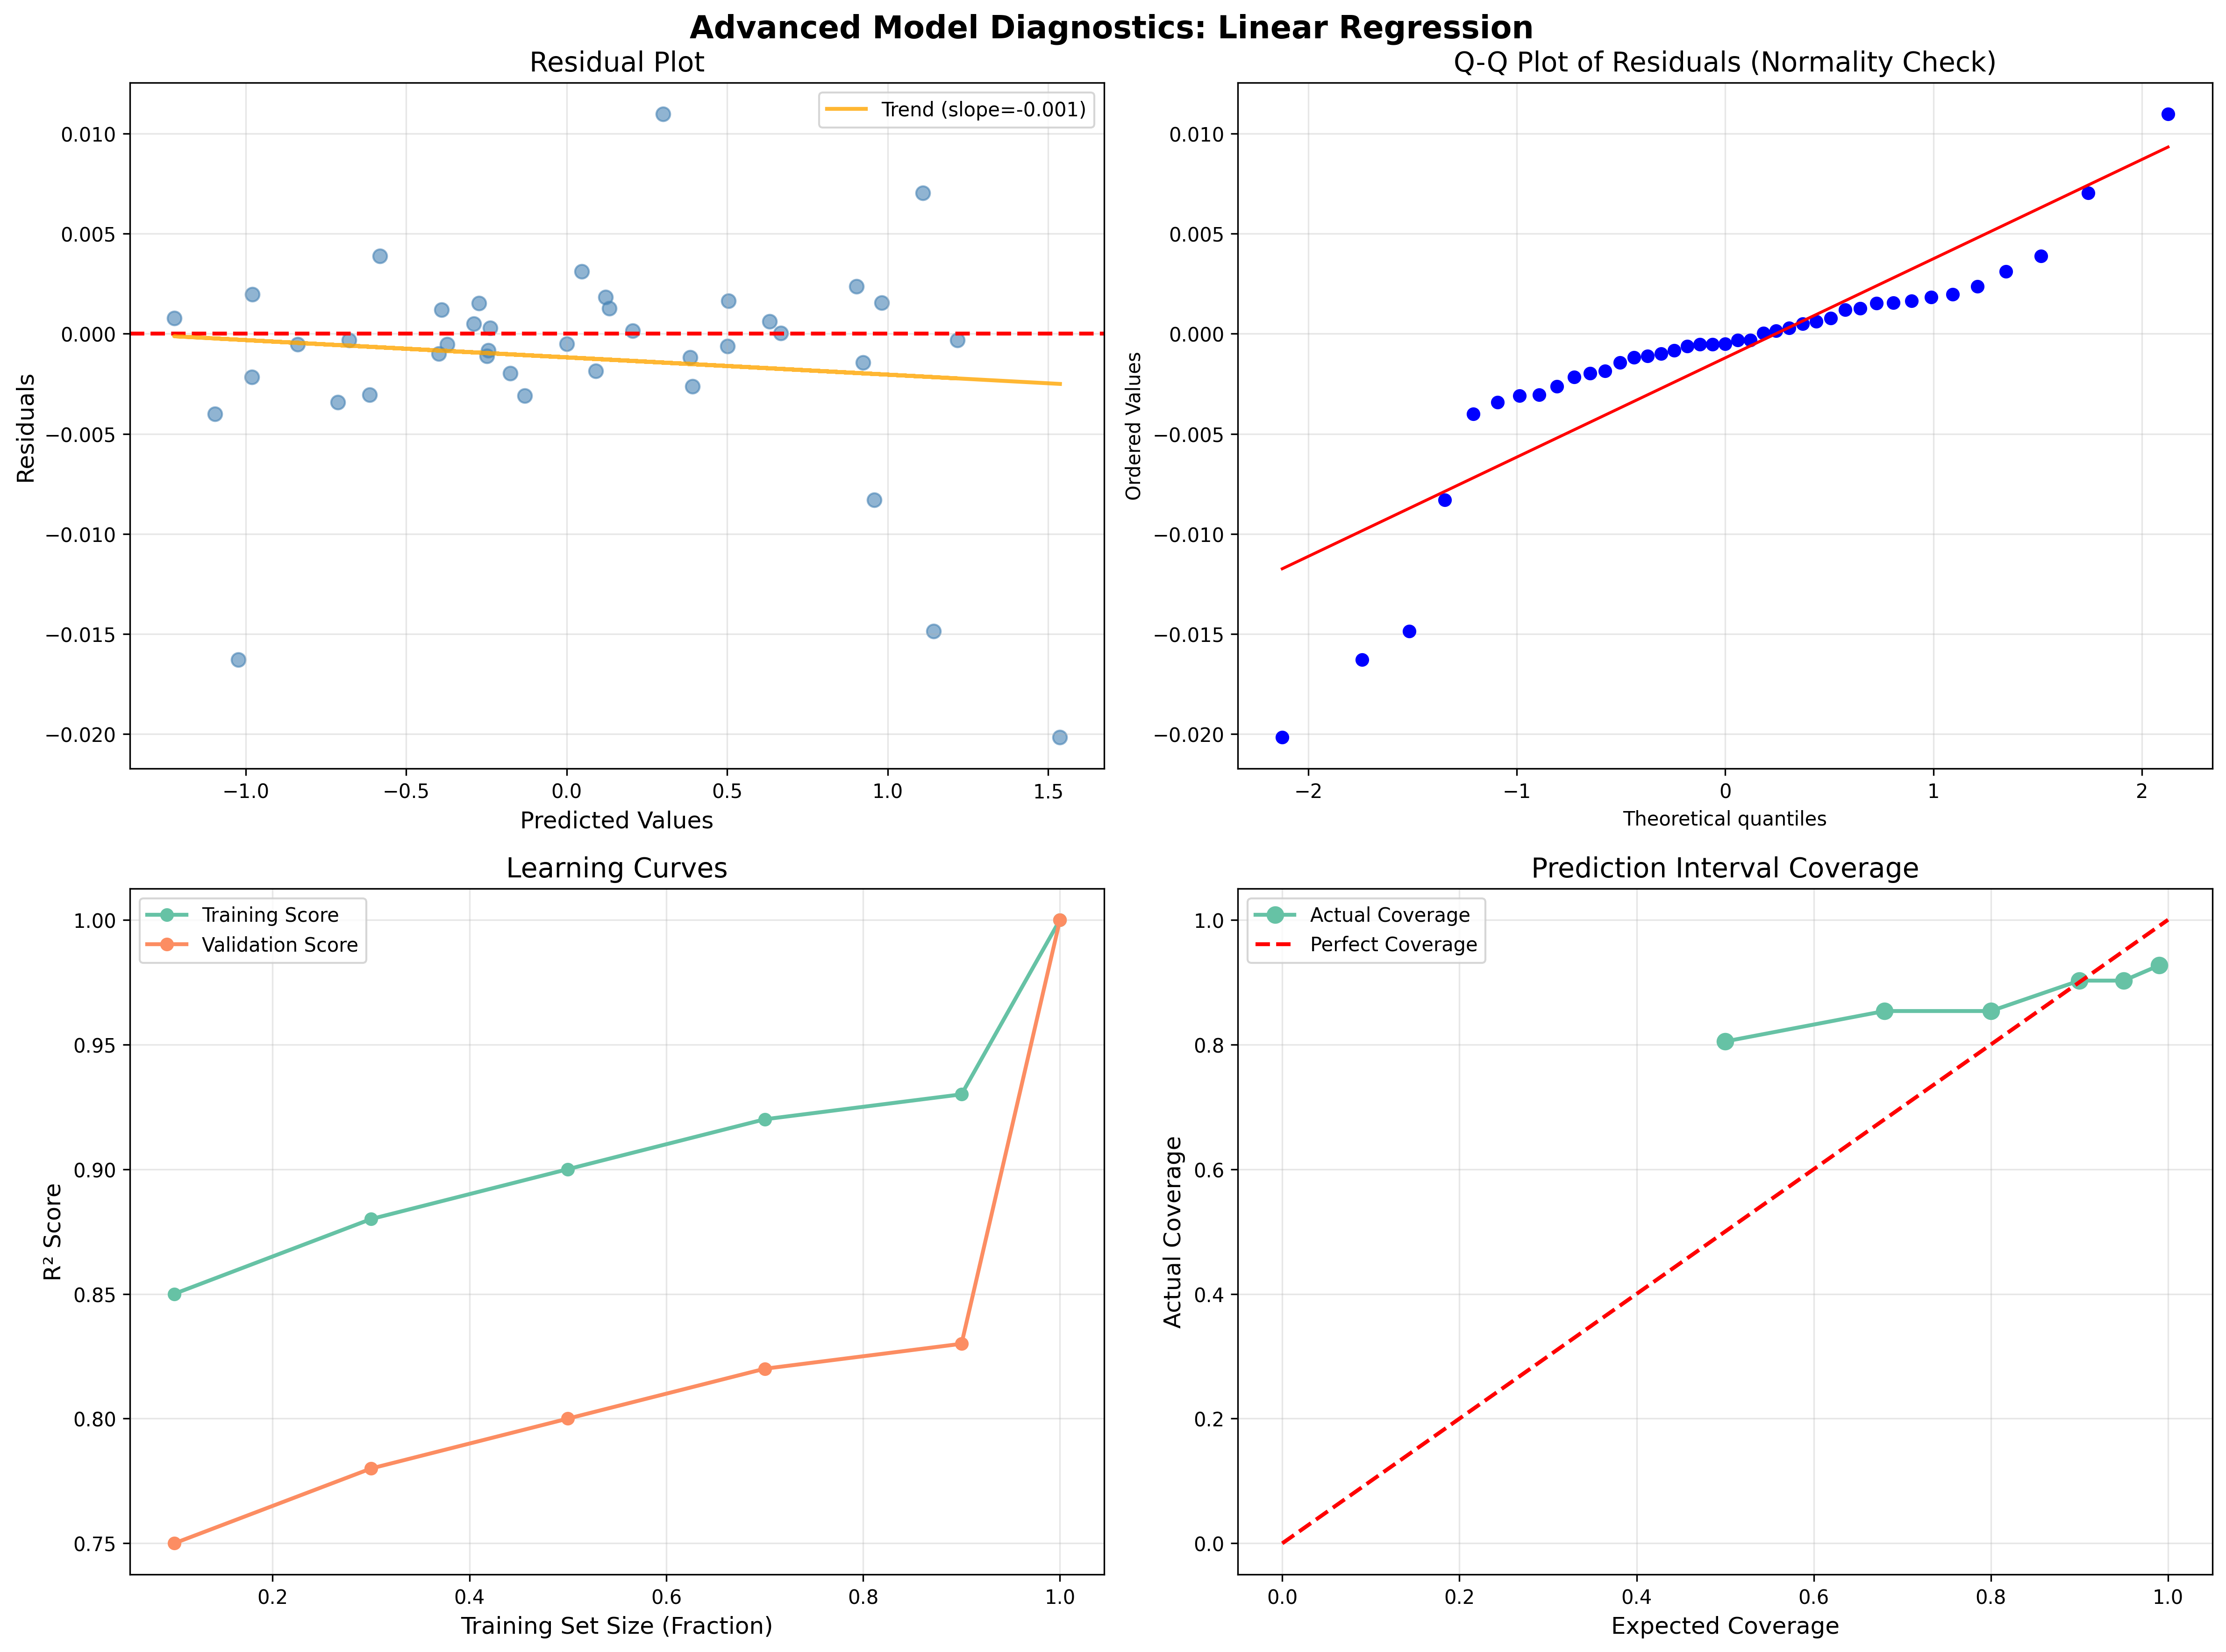 Advanced Model Diagnostics: Linear Regression
Residual Plot
Trend (slope=-0.001)
0.010
0.005
0.000
−0.005
−0.010
−0.015
−0.020
Residuals
−1.0 −0.5 0.0 0.5 1.0 1.5
Predicted Values
Q-Q Plot of Residuals (Normality Check)
0.010
0.005
0.000
−0.005
−0.010
−0.015
−0.020
Ordered Values
−2 −1 0 1 2
Theoretical quantiles
Learning Curves
Training Score
Validation Score
1.00
0.95
0.90
0.85
0.80
0.75
R² Score
0.2 0.4 0.6 0.8 1.0
Training Set Size (Fraction)
Prediction Interval Coverage
Actual Coverage
Perfect Coverage
1.0
0.8
0.6
0.4
0.2
0.0
Actual Coverage
0.0 0.2 0.4 0.6 0.8 1.0
Expected Coverage